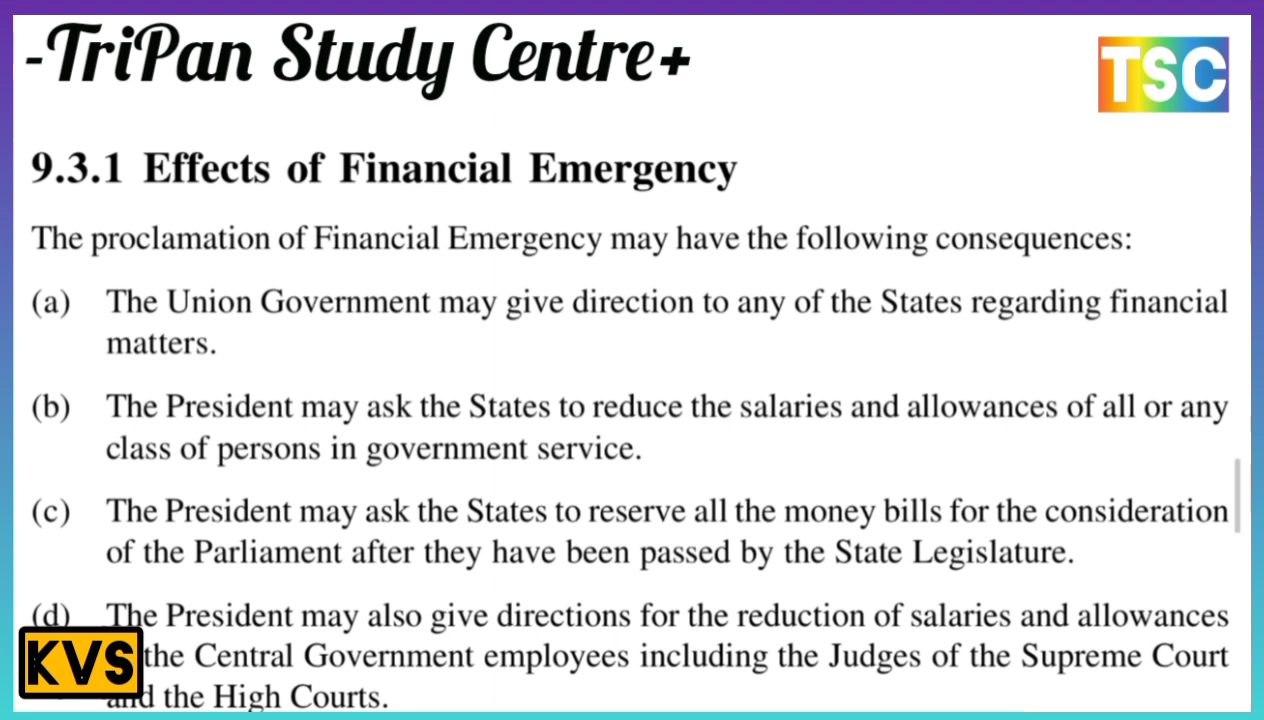 -TriPan Study Centre+
TSC
9.3.1 Effects of Financial Emergency
The proclamation of Financial Emergency may have the following consequences:
(a) The Union Government may give direction to any of the States regarding financial
matters.
(b) The President may ask the States to reduce the salaries and allowances of all or any
class of persons in government service.
(c) The President may ask the States to reserve all the money bills for the consideration
of the Parliament after they have been passed by the State Legislature.
(d) The President may also give directions for the reduction of salaries and allowances
KVS the Central Government employees including the Judges of the Supreme Court
and the High Courts.